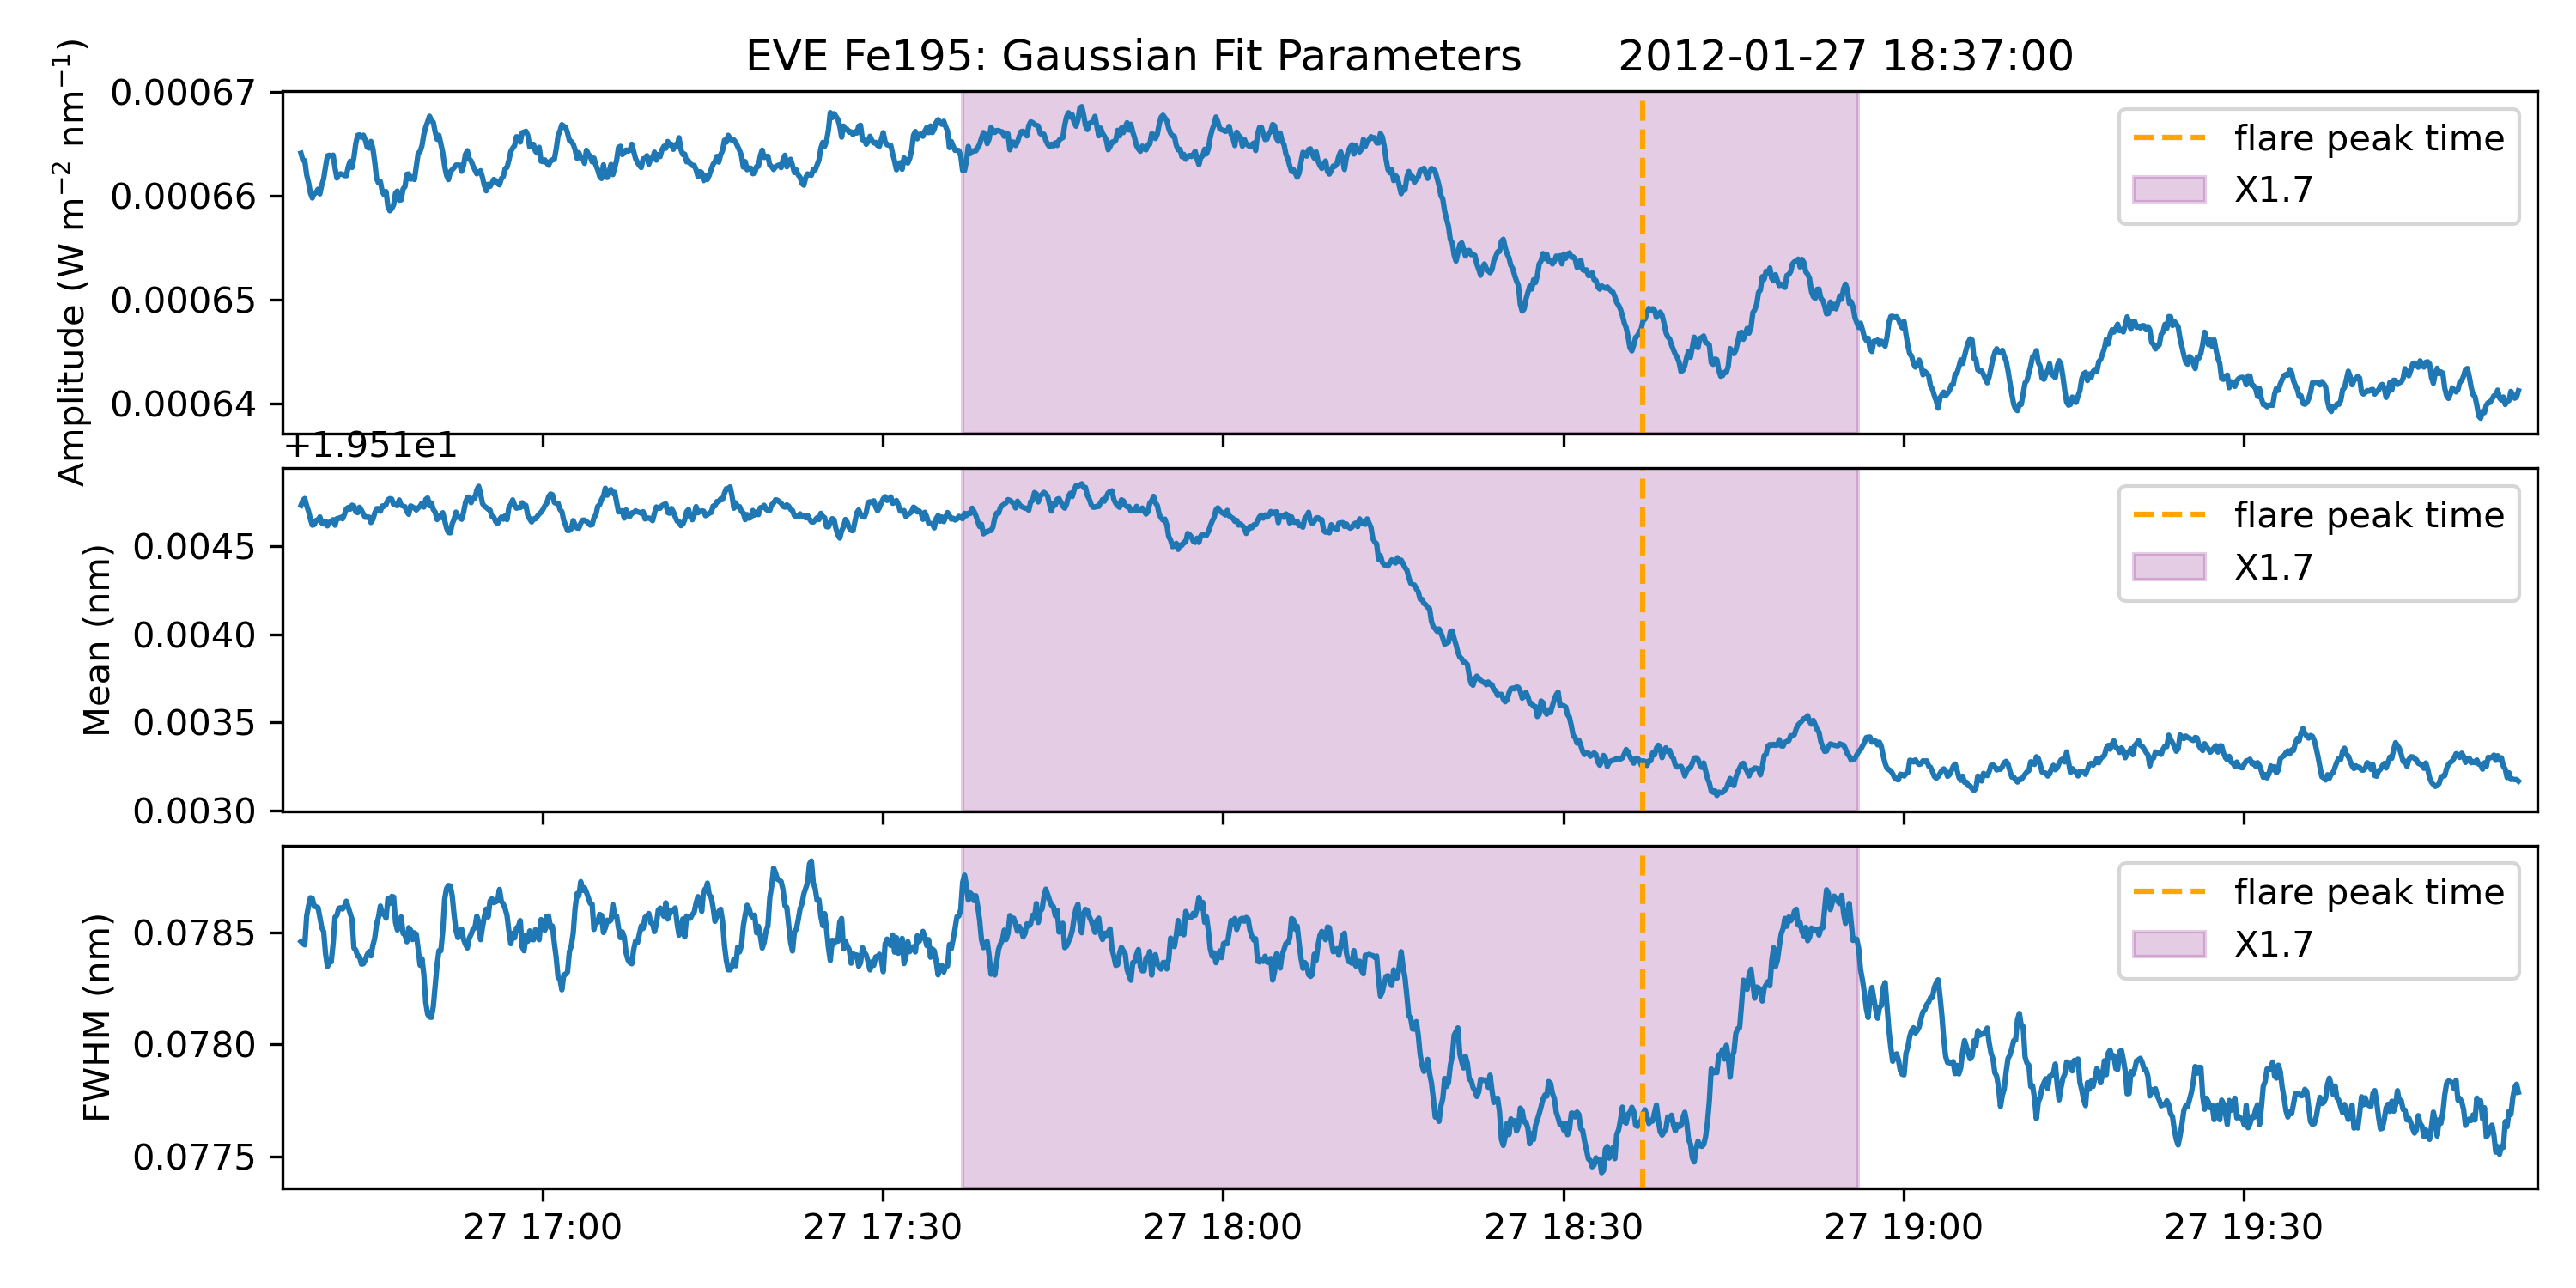 EVE Fe195: Gaussian Fit Parameters 2012-01-27 18:37:00
Amplitude (W m⁻² nm⁻¹)
0.00067
0.00066
0.00065
0.00064
flare peak time
X1.7
+1.951e1
Mean (nm)
0.0045
0.0040
0.0035
0.0030
flare peak time
X1.7
FWHM (nm)
0.0785
0.0780
0.0775
flare peak time
X1.7
27 17:00 27 17:30 27 18:00 27 18:30 27 19:00 27 19:30